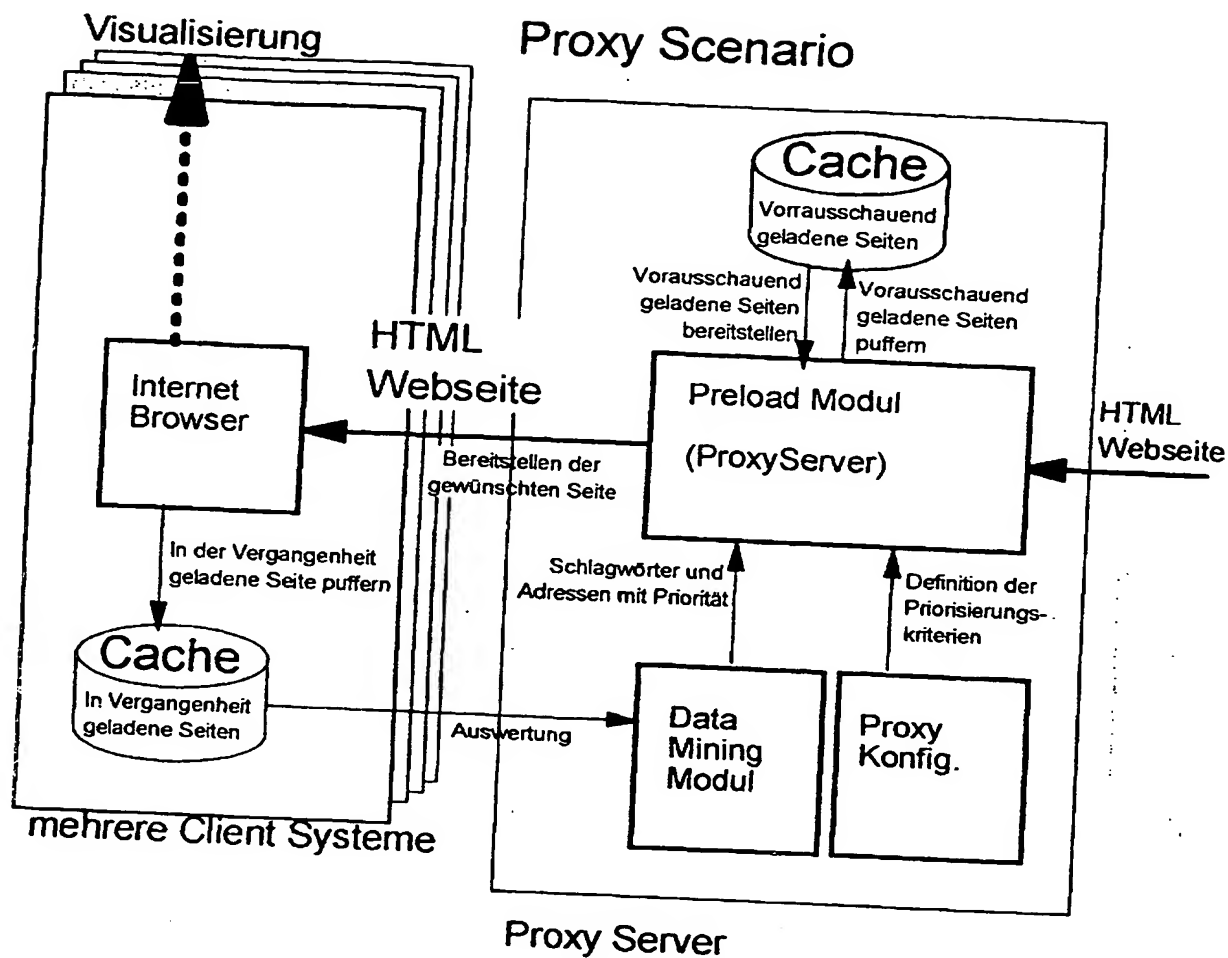 Visualisierung
Proxy Scenario
Cache
Vorrausschauend
geladene Seiten
Vorausschauend
geladene Seiten
bereitstellen
Vorausschauend
geladene Seiten
puffern
HTML
Webseite
Internet
Browser
Preload Modul
(ProxyServer)
HTML
Webseite
Bereitstellen der
gewünschten Seite
In der Vergangenheit
geladene Seite puffern
Schlagwörter und
Adressen mit Priorität
Definition der
Priorisierungs-
kriterien
Cache
In Vergangenheit
geladene Seiten
Auswertung
Data
Mining
Modul
Proxy
Konfig.
mehrere Client Systeme
Proxy Server